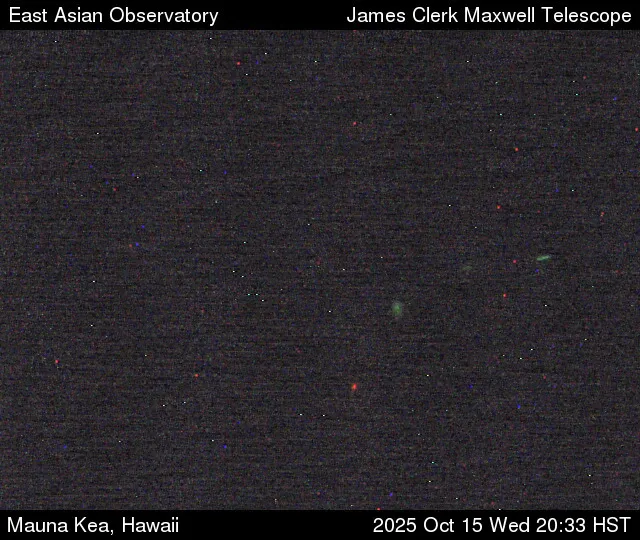 East Asian Observatory
James Clerk Maxwell Telescope
Mauna Kea, Hawaii
2025 Oct 15 Wed 20:33 HST